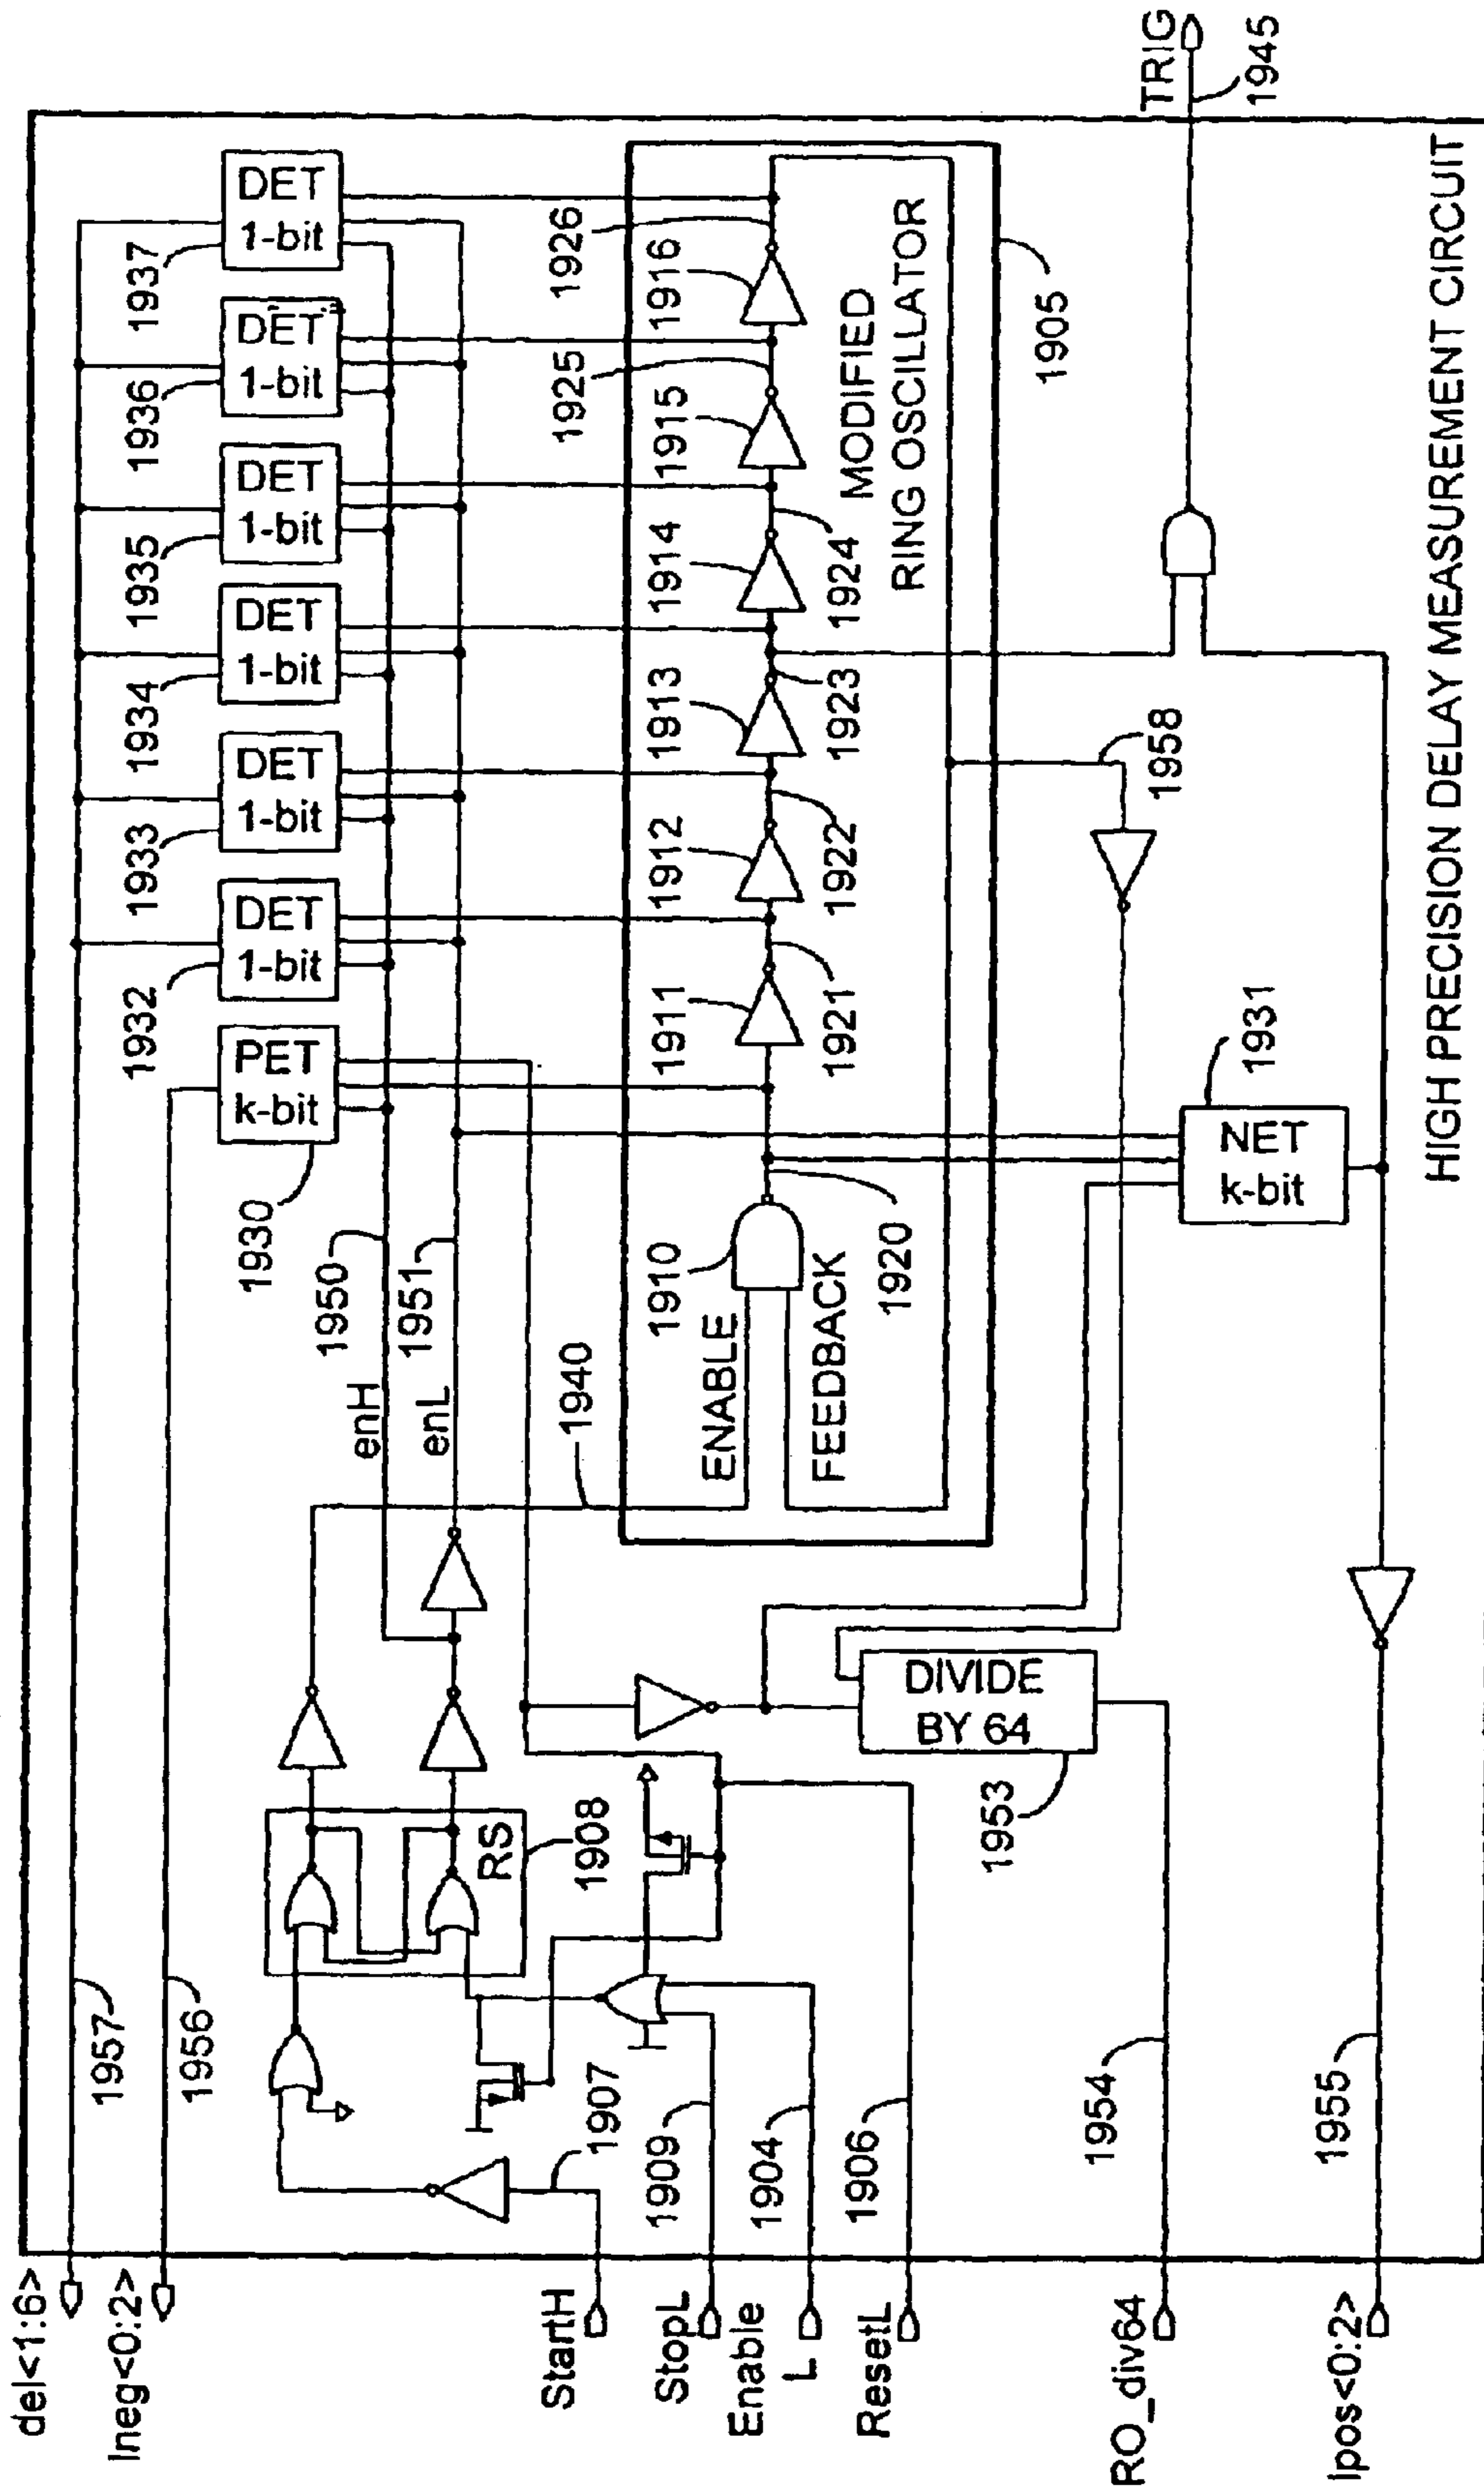 del<1:6>
Ineg<0:2>
StartH
StopL
Enable
L
ResetL
RO_div64
Ipos<0:2>
1957
1956
1907
1909
1904
1906
1954
1955
RS
1908
DIVIDE
BY 64
1953
enH
enL
1950
1951
1940
PET
k-bit
1930
DET
1-bit
1932
DET
1-bit
1933
DET
1-bit
1934
DET
1-bit
1935
DET
1-bit
1936
DET
1-bit
1937
ENABLE
FEEDBACK
1910
1920
1911
1921
1912
1922
1913
1923
1914
1924
1915
1925
1916
1926
MODIFIED
RING OSCILLATOR
1905
1958
NET
k-bit
1931
TRIG
1945
HIGH PRECISION DELAY MEASUREMENT CIRCUIT